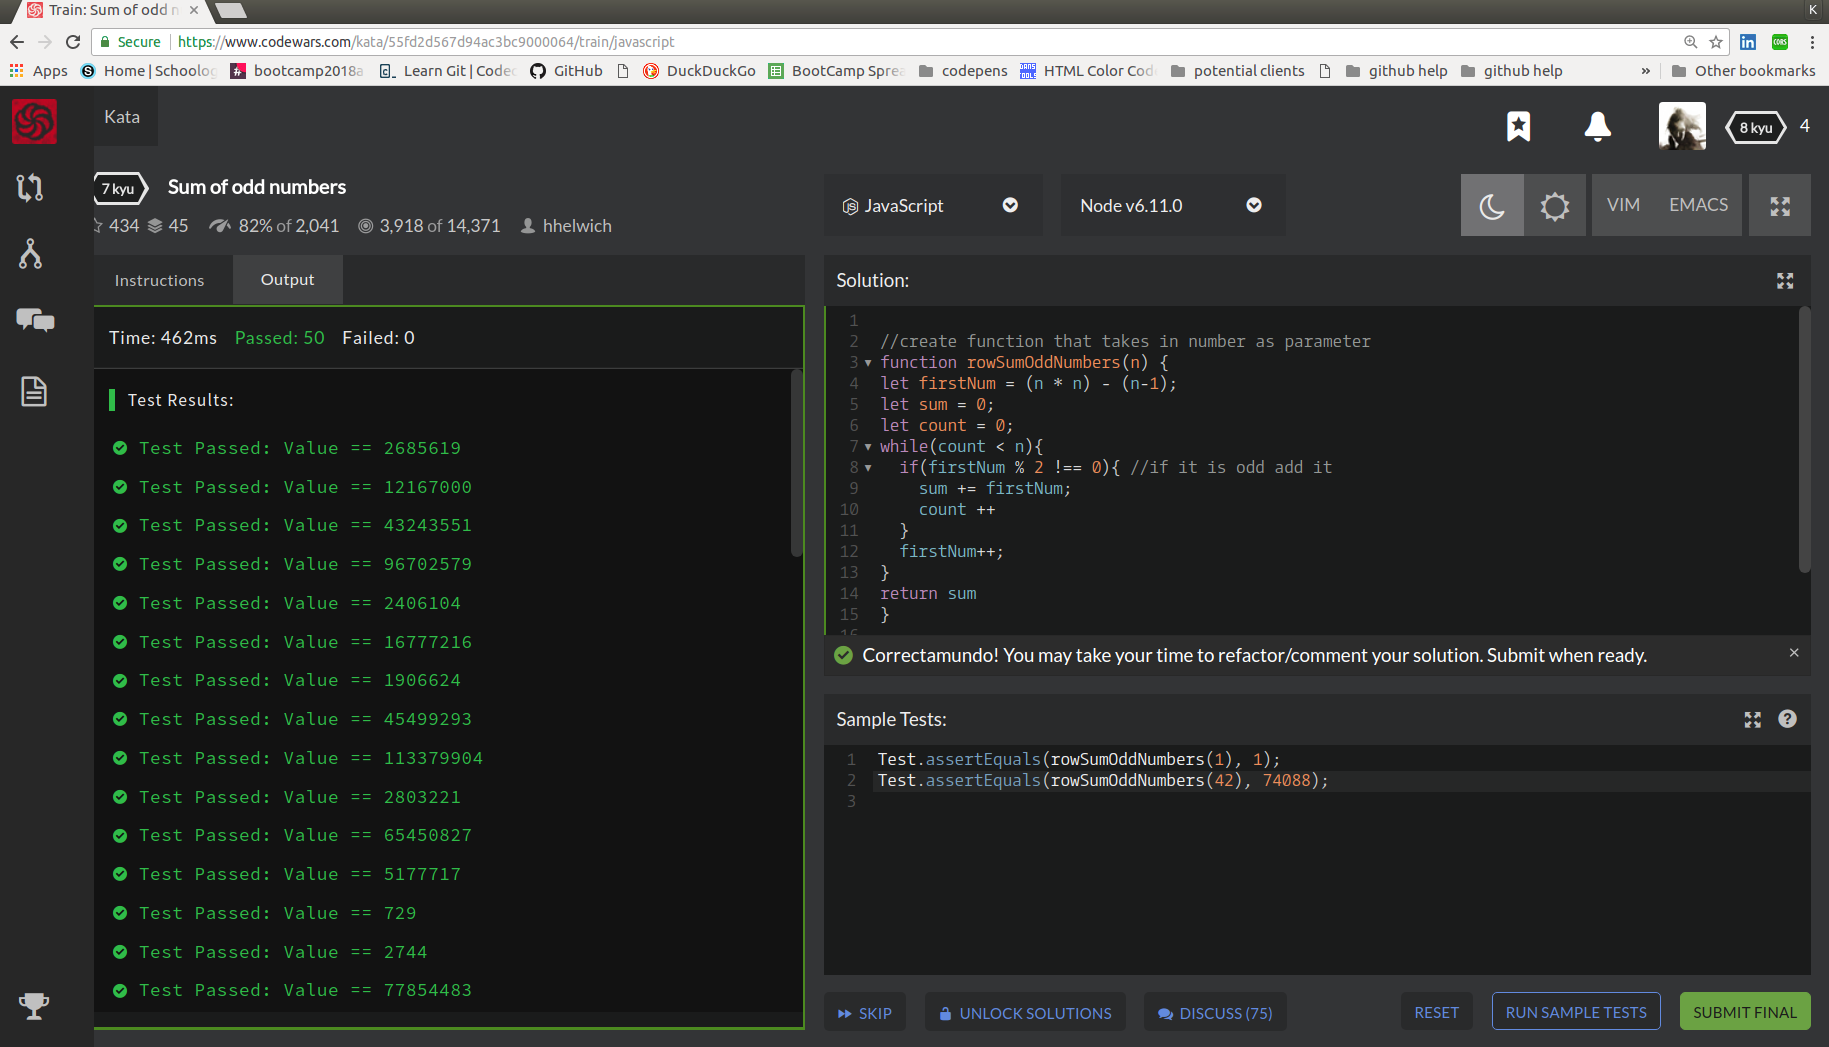 Train: Sum of odd n
K
Secure https://www.codewars.com/kata/55fd2d567d94ac3bc9000064/train/javascript
Apps Home | Schoolog bootcamp2018a Learn Git | Codec GitHub DuckDuckGo BootCamp Sprea codepens HTML Color Cod potential clients github help github help » Other bookmarks
Kata
8 kyu 4
7 kyu Sum of odd numbers
434 45 82% of 2,041 3,918 of 14,371 hhelwich
JavaScript Node v6.11.0 VIM EMACS
Instructions Output
Time: 462ms Passed: 50 Failed: 0
Test Results:
Test Passed: Value == 2685619
Test Passed: Value == 12167000
Test Passed: Value == 43243551
Test Passed: Value == 96702579
Test Passed: Value == 2406104
Test Passed: Value == 16777216
Test Passed: Value == 1906624
Test Passed: Value == 45499293
Test Passed: Value == 113379904
Test Passed: Value == 2803221
Test Passed: Value == 65450827
Test Passed: Value == 5177717
Test Passed: Value == 729
Test Passed: Value == 2744
Test Passed: Value == 77854483
Solution:
1
2 //create function that takes in number as parameter
3 function rowSumOddNumbers(n) {
4 let firstNum = (n * n) - (n-1);
5 let sum = 0;
6 let count = 0;
7 while(count < n){
8 if(firstNum % 2 !== 0){ //if it is odd add it
9 sum += firstNum;
10 count ++
11 }
12 firstNum++;
13 }
14 return sum
15 }
16
Correctamundo! You may take your time to refactor/comment your solution. Submit when ready. ×
Sample Tests:
1 Test.assertEquals(rowSumOddNumbers(1), 1);
2 Test.assertEquals(rowSumOddNumbers(42), 74088);
3
SKIP UNLOCK SOLUTIONS DISCUSS (75) RESET RUN SAMPLE TESTS SUBMIT FINAL